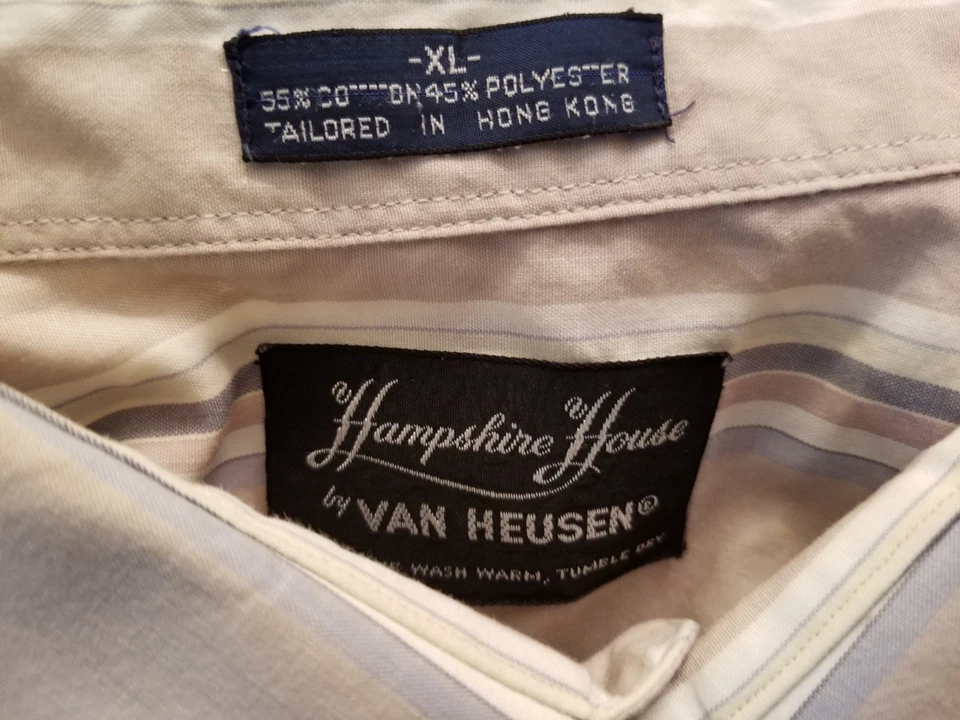 -XL-
55% COTTON 45% POLYESTER
TAILORED IN HONG KONG
Hampshire House
by VAN HEUSEN®
WASH WARM, TUMBLE DRY